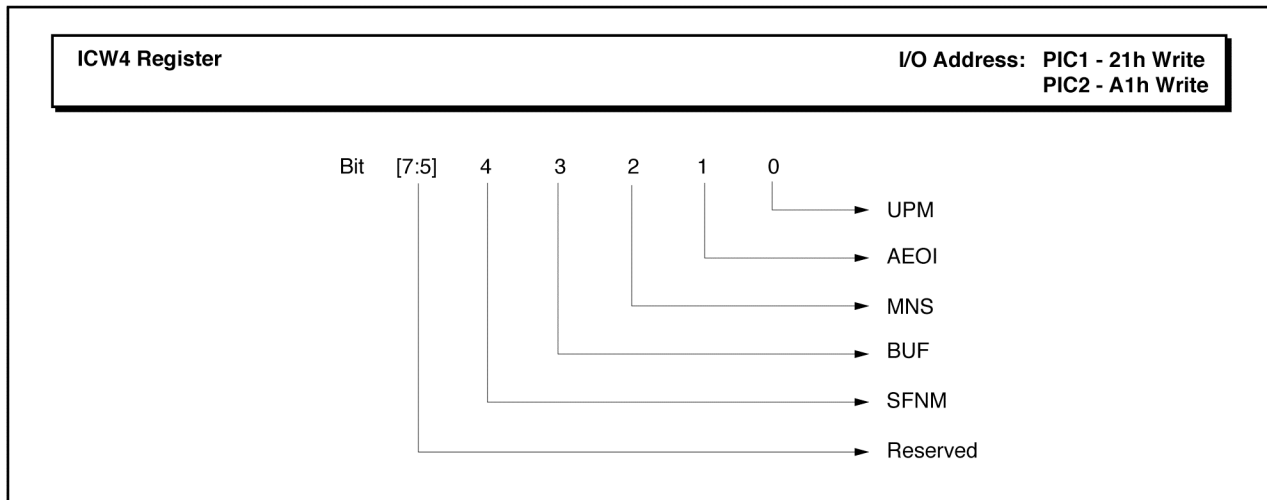 ICW4 Register
I/O Address: PIC1 - 21h Write
PIC2 - A1h Write
Bit [7:5] 4 3 2 1 0
UPM
AEOI
MNS
BUF
SFNM
Reserved